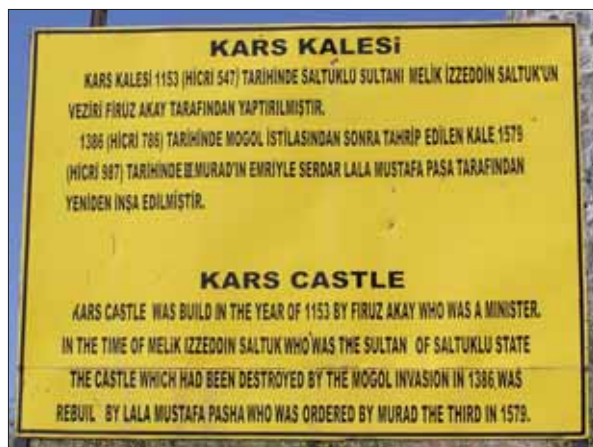 KARS KALESİ
KARS KALESİ 1153 (HİCRİ 547) TARİHİNDE SALTUKLU SULTANI MELİK İZZEDDİN SALTUK'UN
VEZİRİ FİRUZ AKAY TARAFINDAN YAPTIRILMIŞTIR.
1386 (HİCRİ 786) TARİHİNDE MOGOL İSTİLASINDAN SONRA TAHRİP EDİLEN KALE 1579
(HİCRİ 987) TARİHİNDE III MURAD'IN EMRİYLE SERDAR LALA MUSTAFA PAŞA TARAFINDAN
YENİDEN İNŞA EDİLMİŞTİR.
KARS CASTLE
KARS CASTLE WAS BUILD IN THE YEAR OF 1153 BY FIRUZ AKAY WHO WAS A MINISTER.
IN THE TIME OF MELIK IZZEDDIN SALTUK WHO WAS THE SULTAN OF SALTUKLU STATE
THE CASTLE WHICH HAD BEEN DESTROYED BY THE MOGOL INVASION IN 1386 WAS
REBUIL BY LALA MUSTAFA PASHA WHO WAS ORDERED BY MURAD THE THIRD IN 1579.